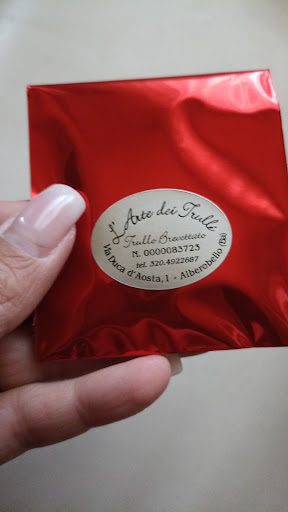 L'Arte dei Trulli
Trullo Brevettato
N. 0000083723
tel. 320.4922687
Via Duca d'Aosta,1 - Alberobello (Ba)